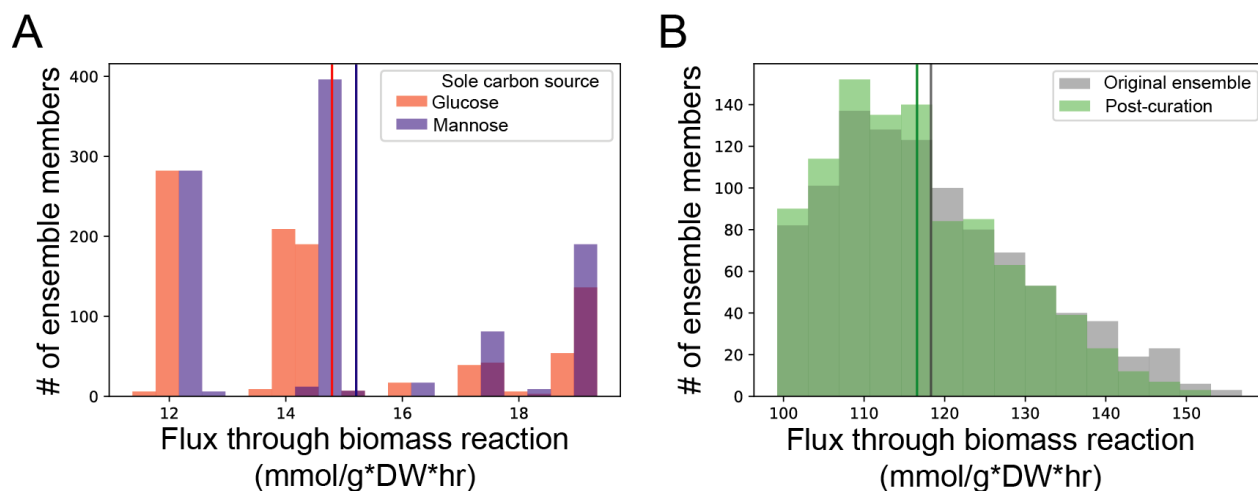 A
# of ensemble members
400
300
200
100
0
Sole carbon source
Glucose
Mannose
12
14
16
18
Flux through biomass reaction
(mmol/g*DW*hr)
B
# of ensemble members
140
120
100
80
60
40
20
0
Original ensemble
Post-curation
100
110
120
130
140
150
Flux through biomass reaction
(mmol/g*DW*hr)